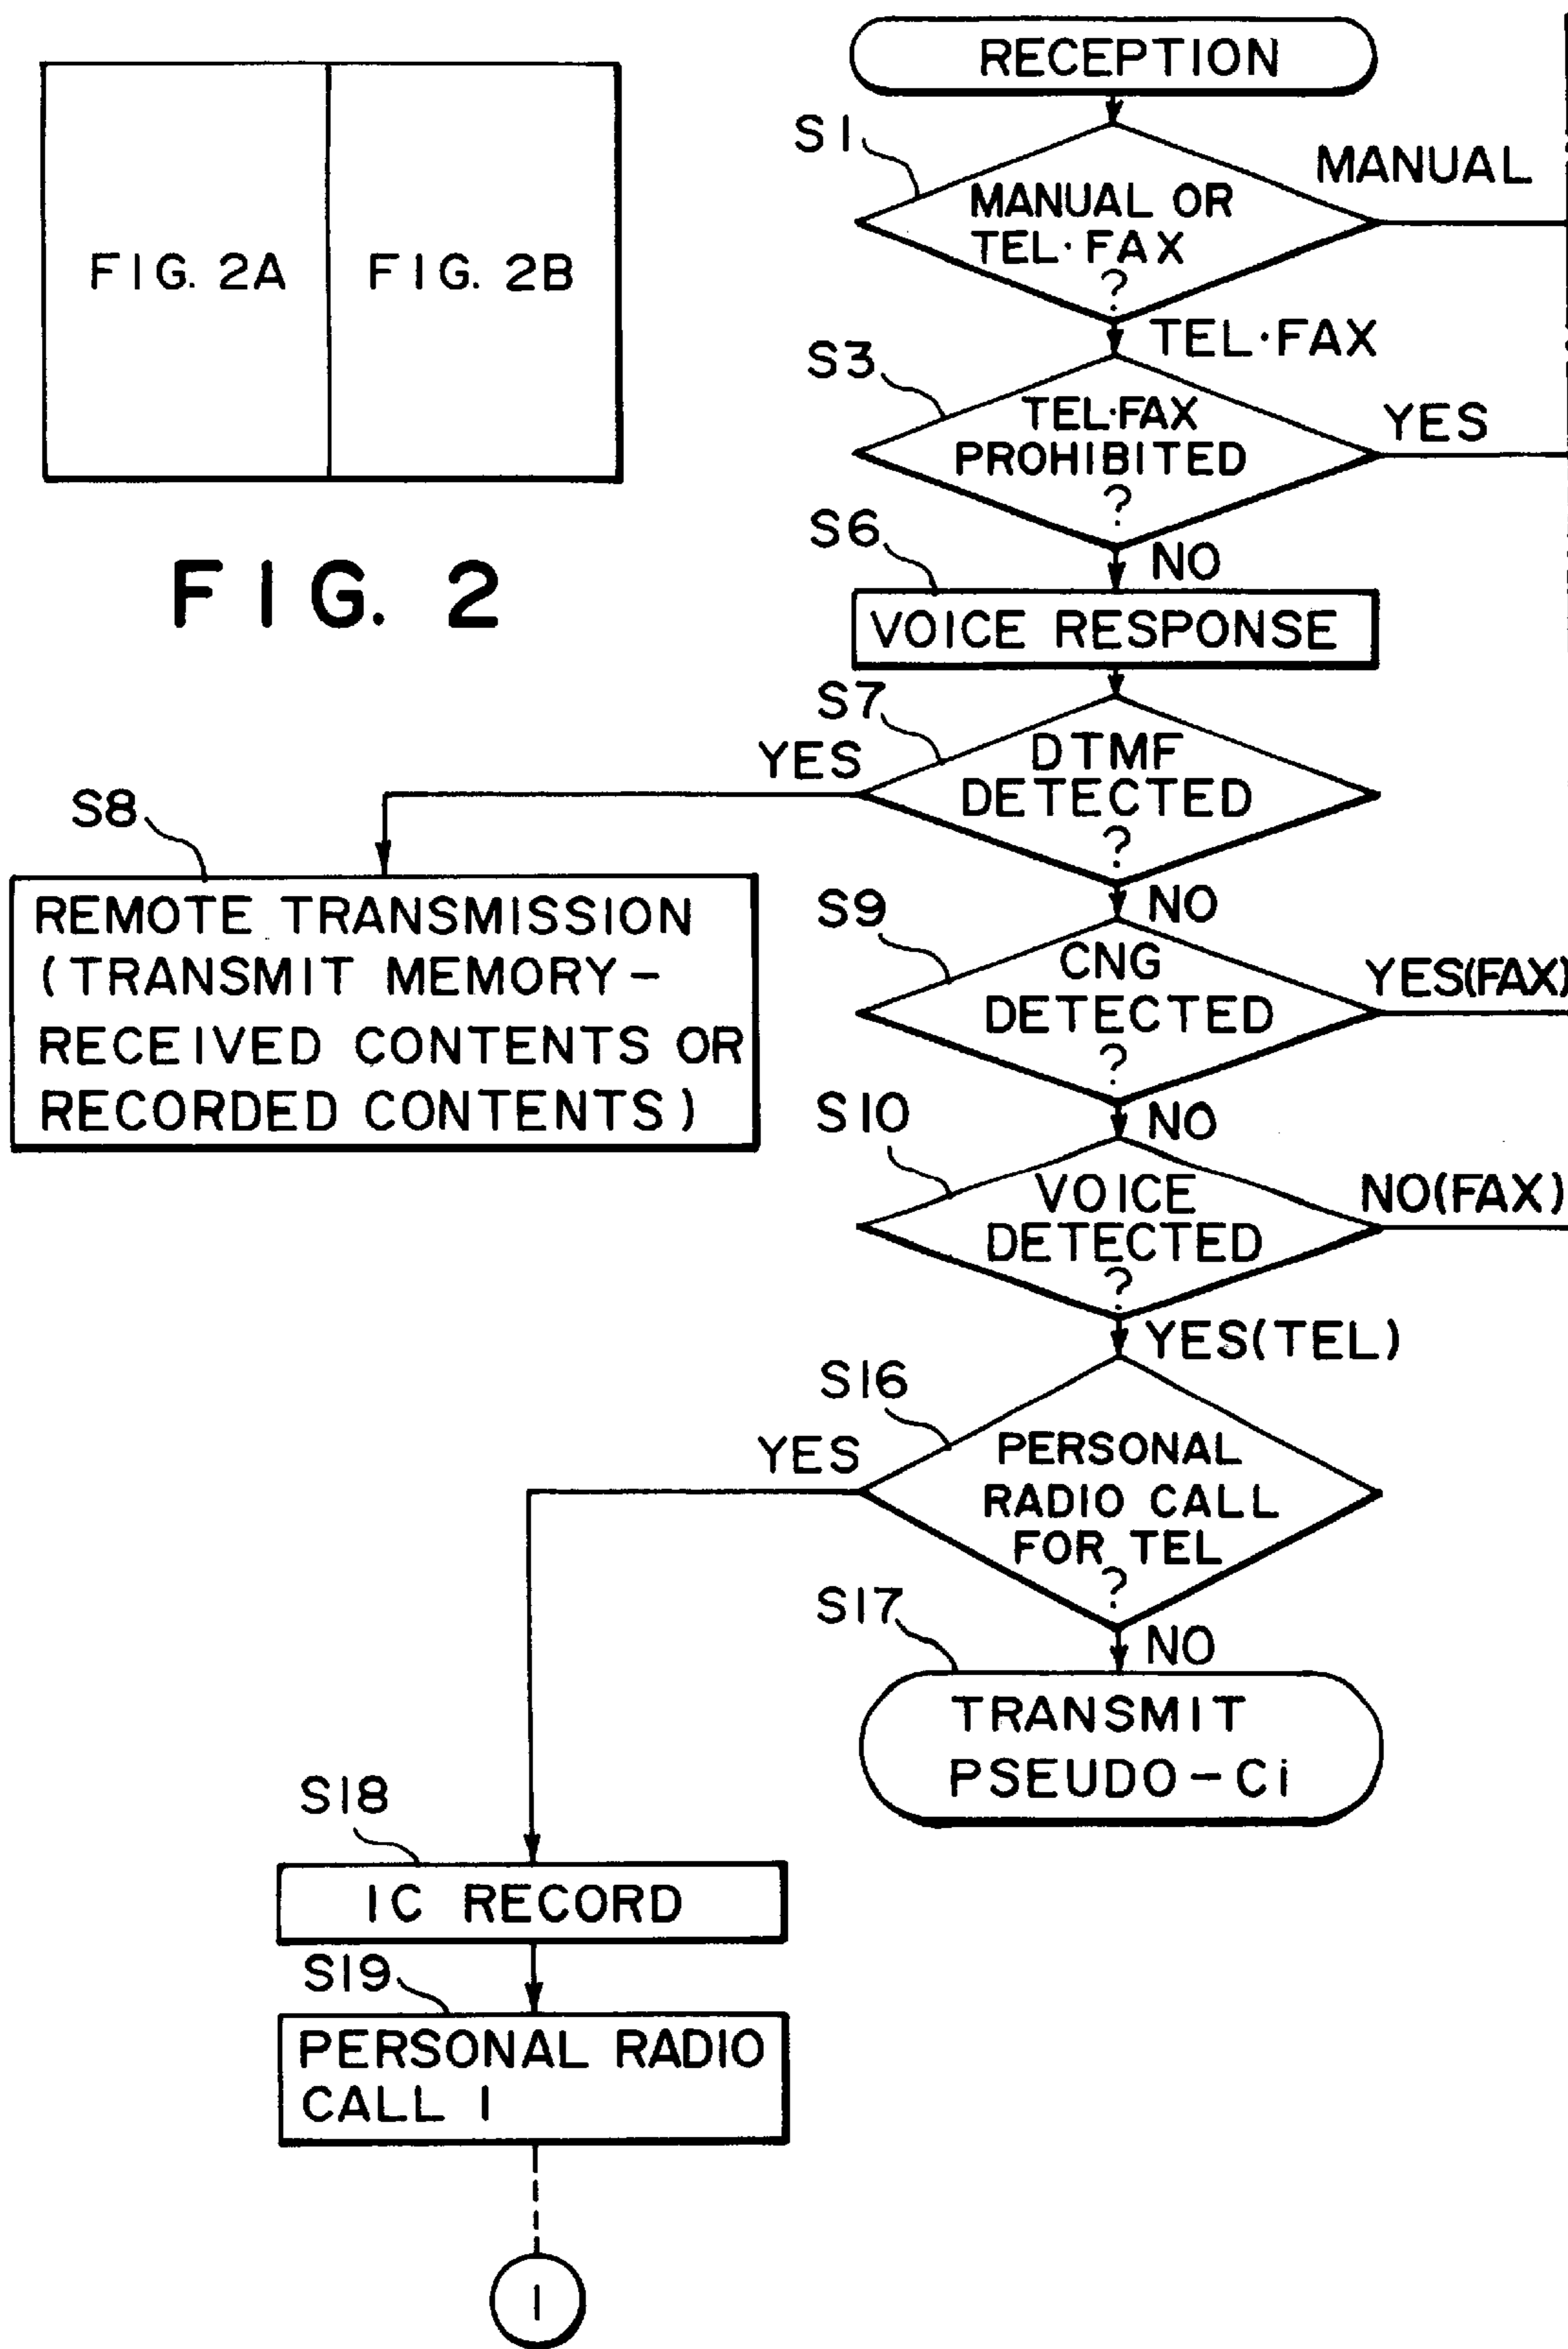 FIG. 2A
FIG. 2B
FIG. 2
RECEPTION
S1
MANUAL OR
TEL·FAX
?
MANUAL
TEL·FAX
S3
TEL·FAX
PROHIBITED
?
YES
NO
S6
VOICE RESPONSE
S7
DTMF
DETECTED
?
YES
NO
S8
REMOTE TRANSMISSION
(TRANSMIT MEMORY-
RECEIVED CONTENTS OR
RECORDED CONTENTS)
S9
CNG
DETECTED
?
YES(FAX)
NO
S10
VOICE
DETECTED
?
NO(FAX)
YES(TEL)
S16
PERSONAL
RADIO CALL
FOR TEL
?
YES
NO
S17
TRANSMIT
PSEUDO-Ci
S18
IC RECORD
S19
PERSONAL RADIO
CALL 1
1